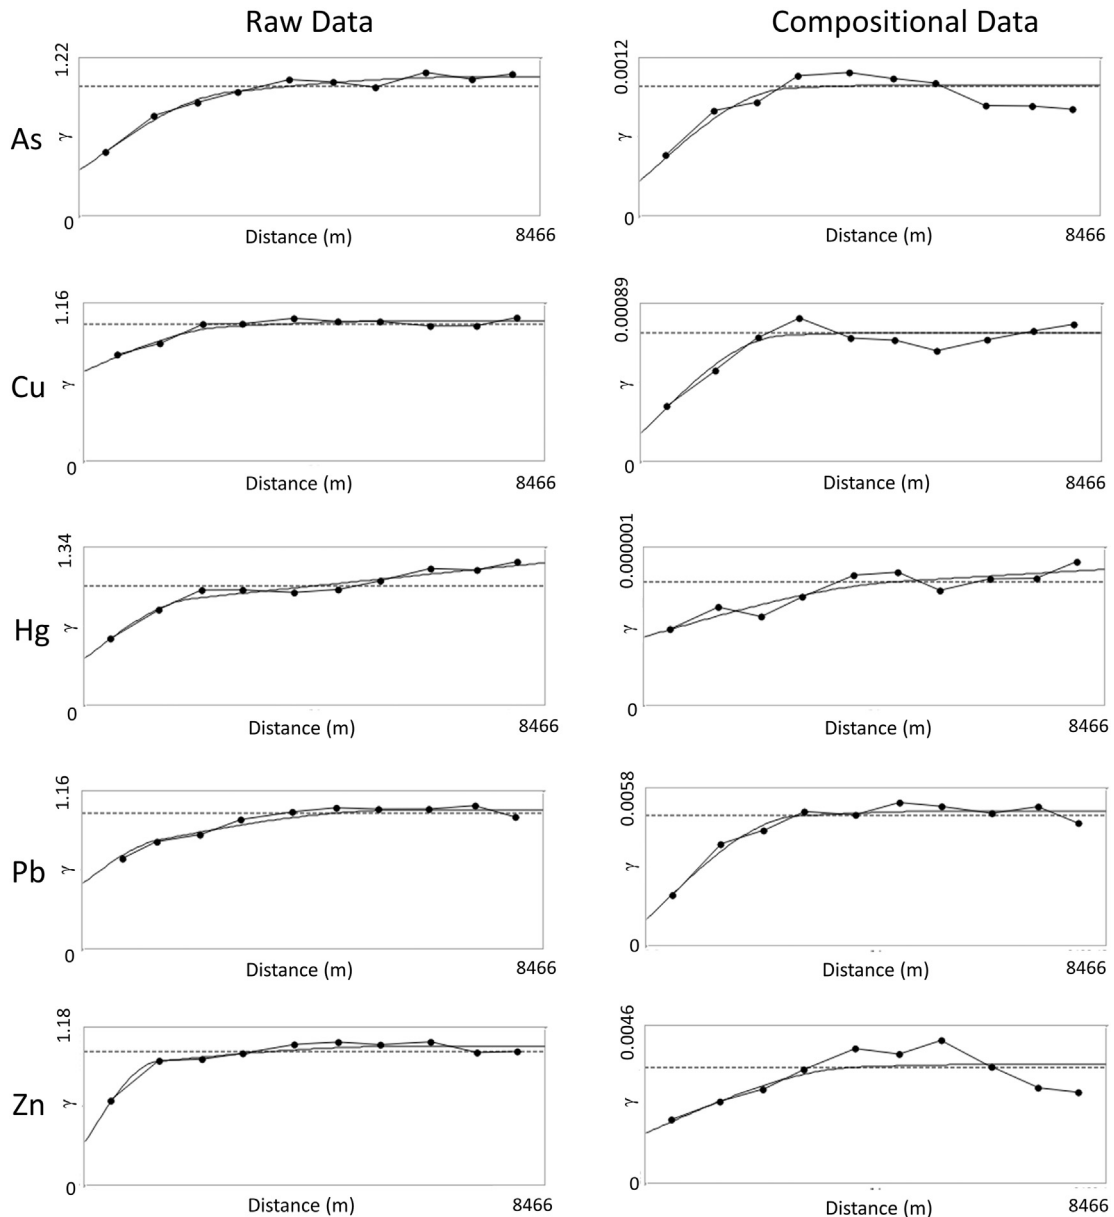 Raw Data Compositional Data
As
1.22
γ
0
Distance (m)
8466
0.0012
γ
0
Distance (m)
8466
Cu
1.16
γ
0
Distance (m)
8466
0.00089
γ
0
Distance (m)
8466
Hg
1.34
γ
0
Distance (m)
8466
0.000001
γ
0
Distance (m)
8466
Pb
1.16
γ
0
Distance (m)
8466
0.0058
γ
0
Distance (m)
8466
Zn
1.18
γ
0
Distance (m)
8466
0.0046
γ
0
Distance (m)
8466